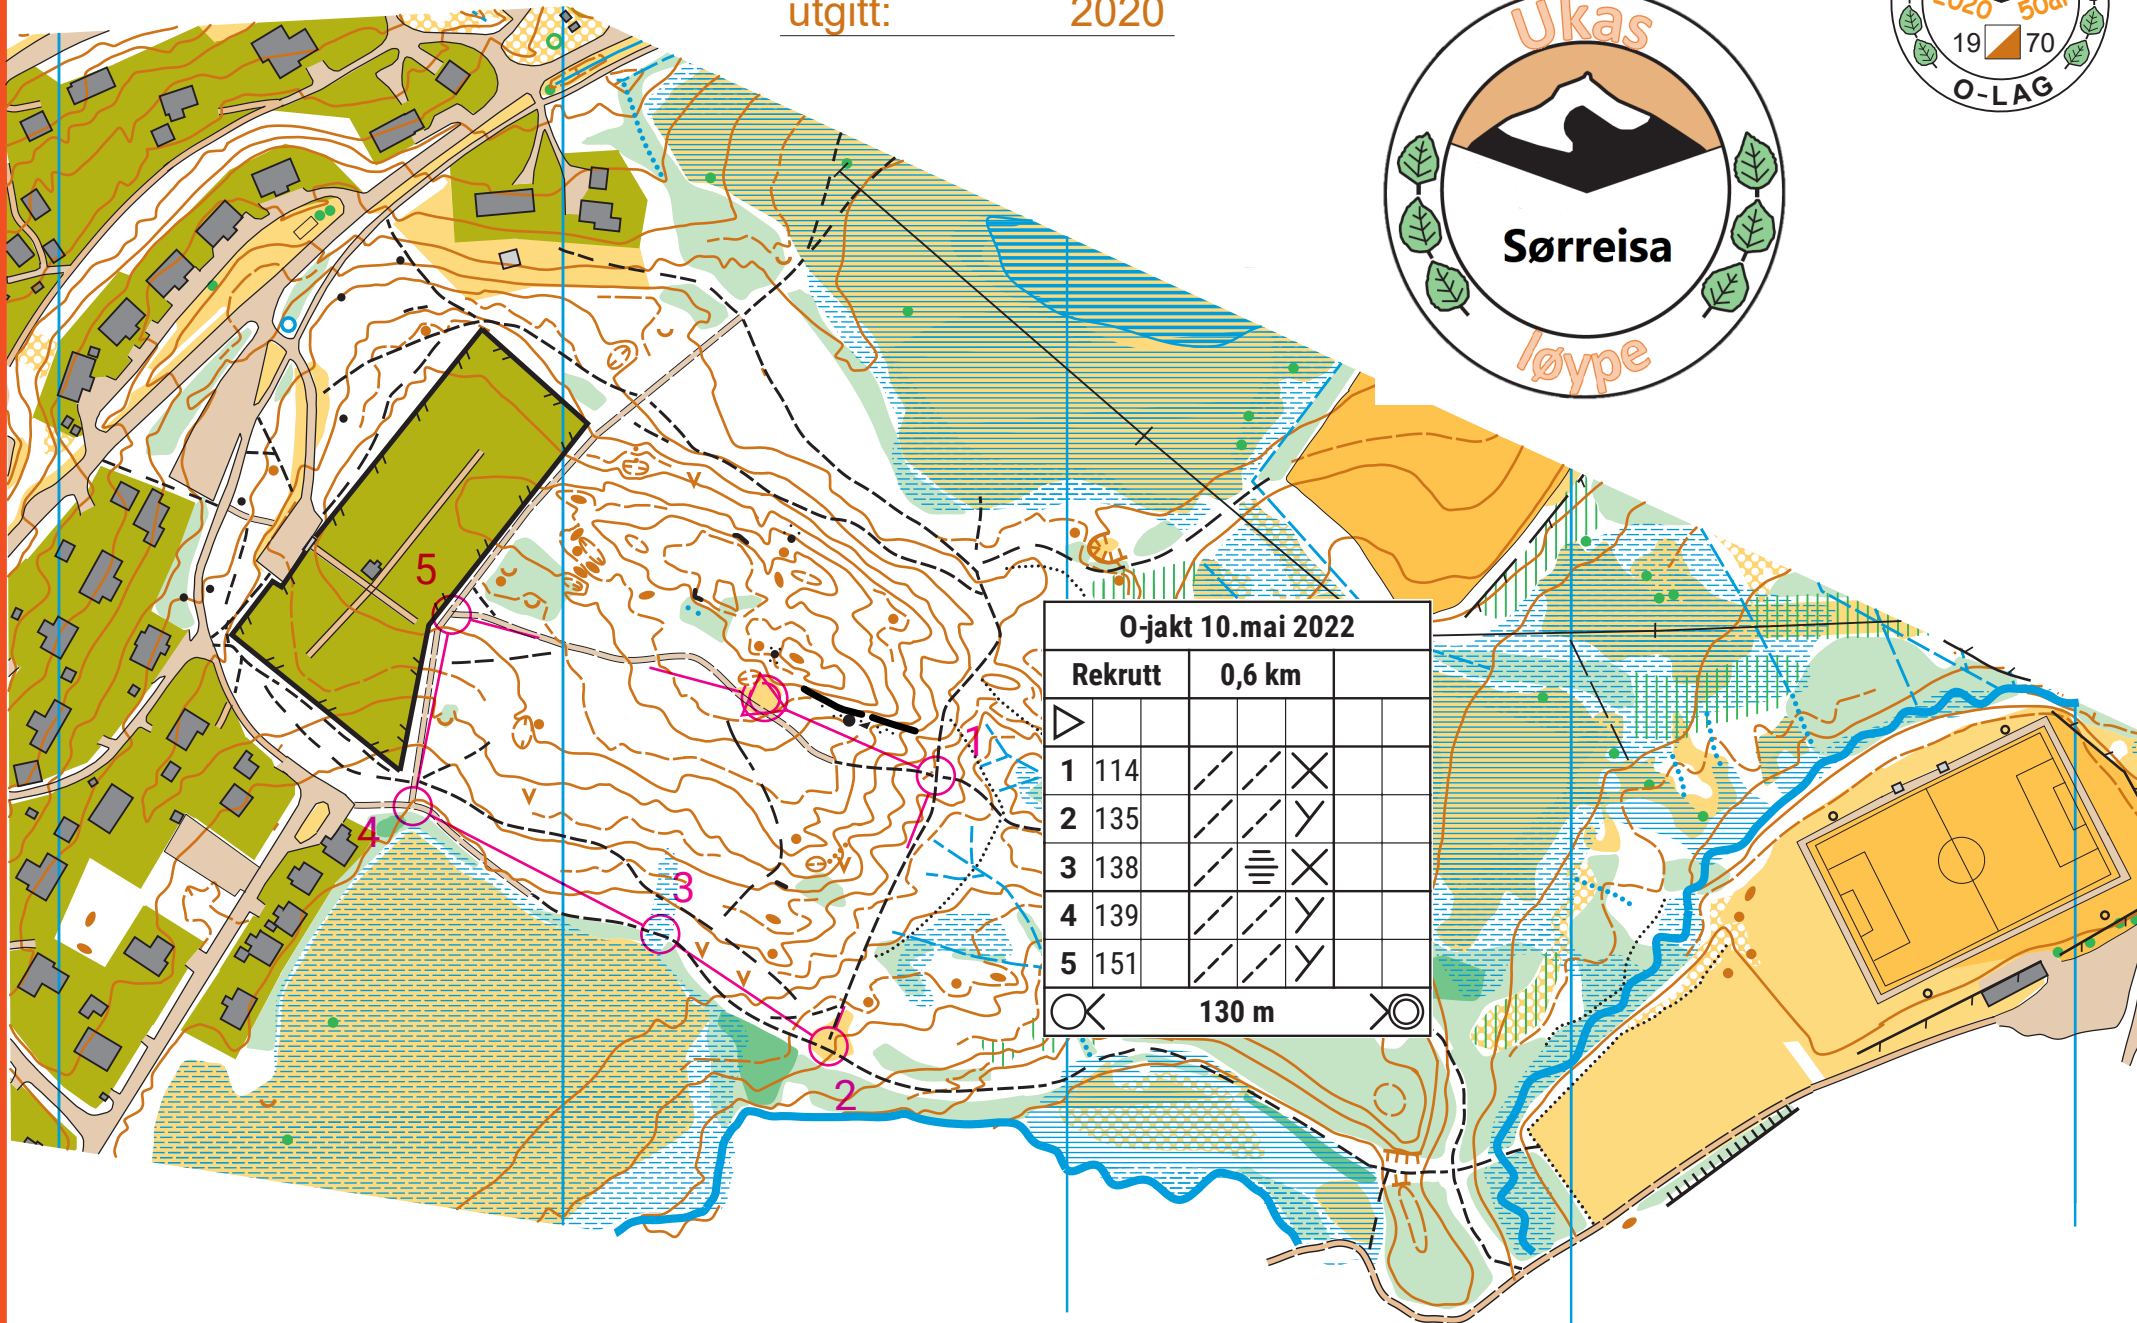 utgitt: 2020
Ukas
Sørreisa
løype
2020 50år
19 70
O-LAG
O-jakt 10.mai 2022
Rekrutt 0,6 km
1 114
2 135
3 138
4 139
5 151
130 m
5
1
4
3
2